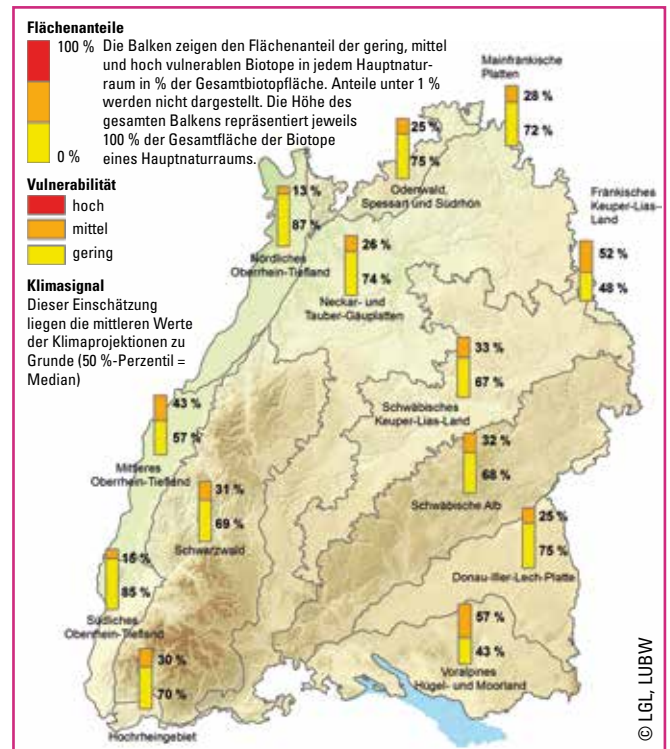 Flächenanteile
100 %
0 %
Die Balken zeigen den Flächenanteil der gering, mittel
und hoch vulnerablen Biotope in jedem Hauptnatur-
raum in % der Gesamtbiotopfläche. Anteile unter 1 %
werden nicht dargestellt. Die Höhe des
gesamten Balkens repräsentiert jeweils
100 % der Gesamtfläche der Biotope
eines Hauptnaturraums.
Vulnerabilität
hoch
mittel
gering
Klimasignal
Dieser Einschätzung
liegen die mittleren Werte
der Klimaprojektionen zu
Grunde (50 %-Perzentil =
Median)
Mainfränkische
Platten
28 %
72 %
25 %
75 %
Odenwald,
Spessart und Südrhön
Fränkisches
Keuper-Lias-
Land
52 %
48 %
13 %
87 %
Nördliches
Oberrhein-Tiefland
26 %
74 %
Neckar- und
Tauber-Gäuplatten
33 %
67 %
Schwäbisches
Keuper-Lias-Land
43 %
57 %
Mittleres
Oberrhein-Tiefland
32 %
68 %
Schwäbische Alb
31 %
69 %
Schwarzwald
25 %
75 %
Donau-Iller-Lech-Platte
15 %
85 %
Südliches
Oberrhein-Tiefland
57 %
43 %
Voralpines
Hügel- und Moorland
30 %
70 %
Hochrheingebiet
© LGL, LUBW